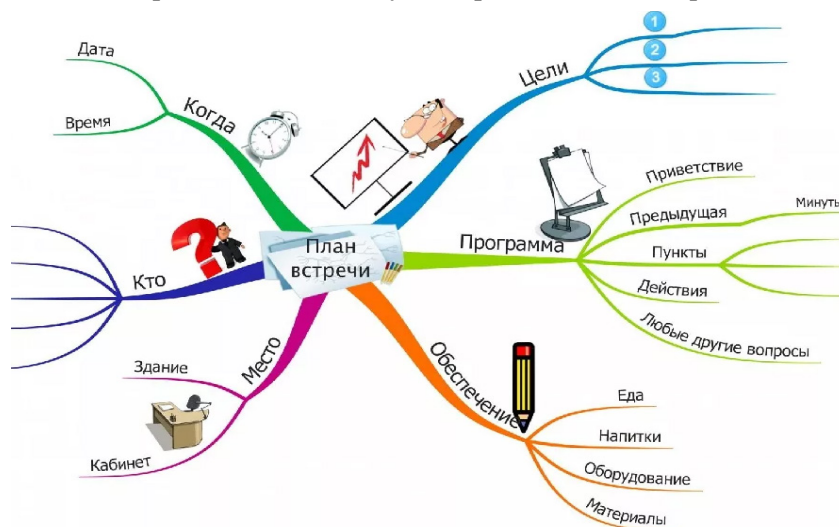 План
встречи
Цели
1
2
3
Программа
Приветствие
Предыдущая
Минуты
Пункты
Действия
Любые другие вопросы
Обеспечение
Еда
Напитки
Оборудование
Материалы
Место
Здание
Кабинет
Кто
Когда
Дата
Время